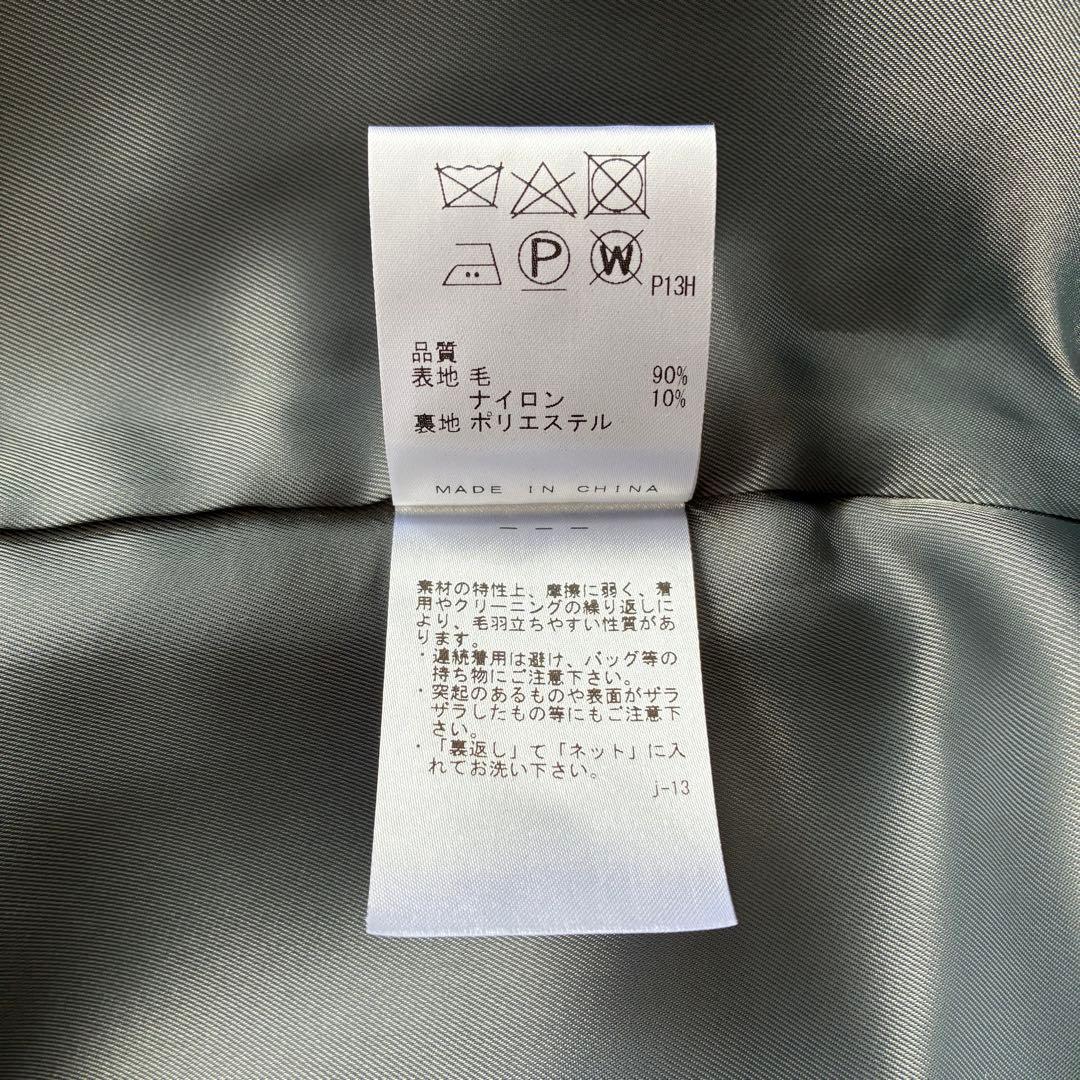 P
W
P13H
品質
表地 毛 90%
ナイロン 10%
裏地 ポリエステル
MADE IN CHINA
素材の特性上、摩擦に弱く、着
用やクリーニングの繰り返しに
より、毛羽立ちやすい性質があ
ります。
・連続着用は避け、バッグ等の
持ち物にご注意下さい。
・突起のあるものや表面がザラ
ザラしたもの等にもご注意下
さい。
・「裏返し」て「ネット」に入
れてお洗い下さい。
j-13